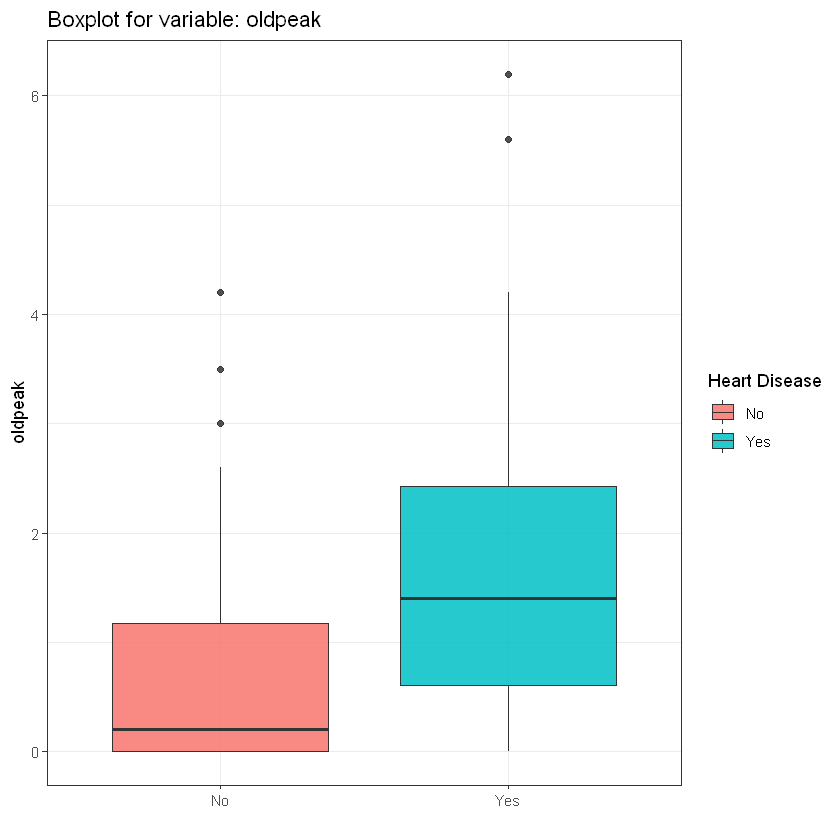 Boxplot for variable: oldpeak
6
4
2
0
oldpeak
No
Yes
Heart Disease
No
Yes